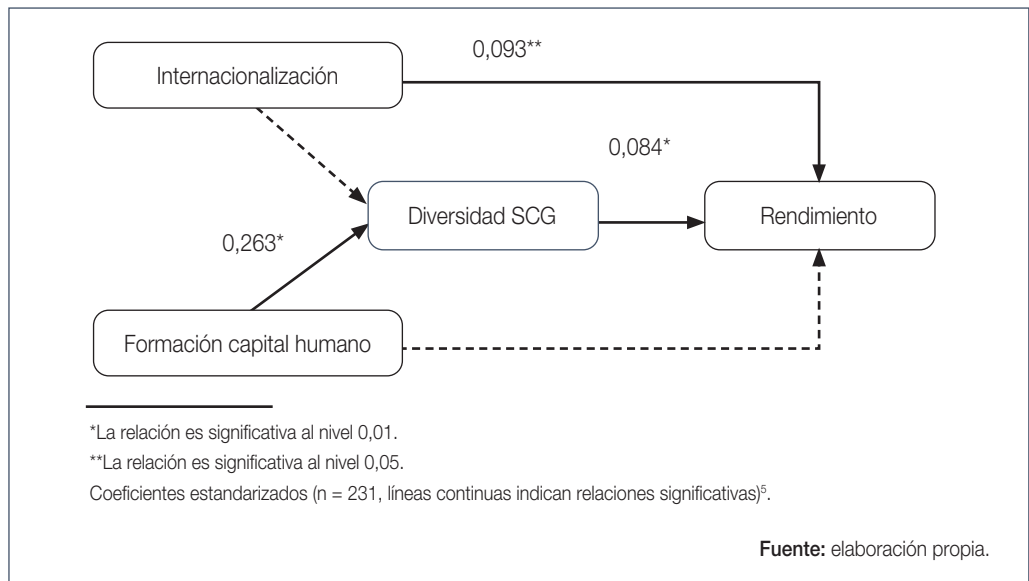 0,093**
Internacionalización
0,084*
Diversidad SCG
Rendimiento
0,263*
Formación capital humano
*La relación es significativa al nivel 0,01.
**La relación es significativa al nivel 0,05.
Coeficientes estandarizados (n = 231, líneas continuas indican relaciones significativas)⁵.
Fuente: elaboración propia.